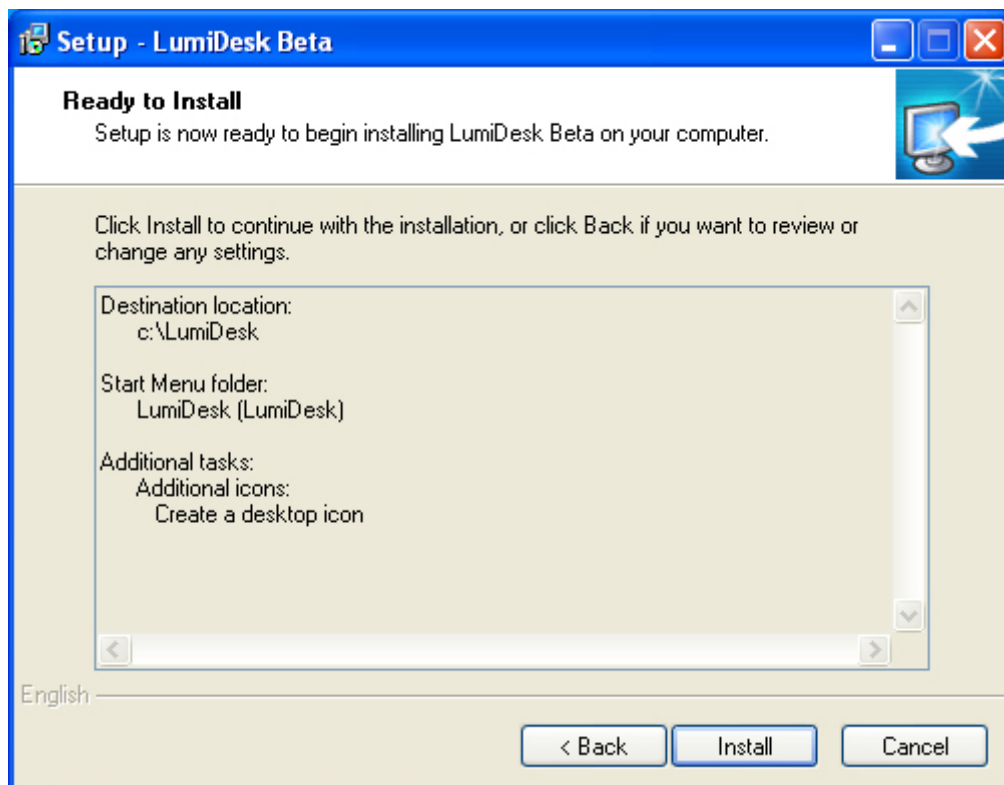 Setup - LumiDesk Beta
Ready to Install
Setup is now ready to begin installing LumiDesk Beta on your computer.
Click Install to continue with the installation, or click Back if you want to review or
change any settings.
Destination location:
c:\LumiDesk
Start Menu folder:
LumiDesk (LumiDesk)
Additional tasks:
Additional icons:
Create a desktop icon
English
< Back
Install
Cancel